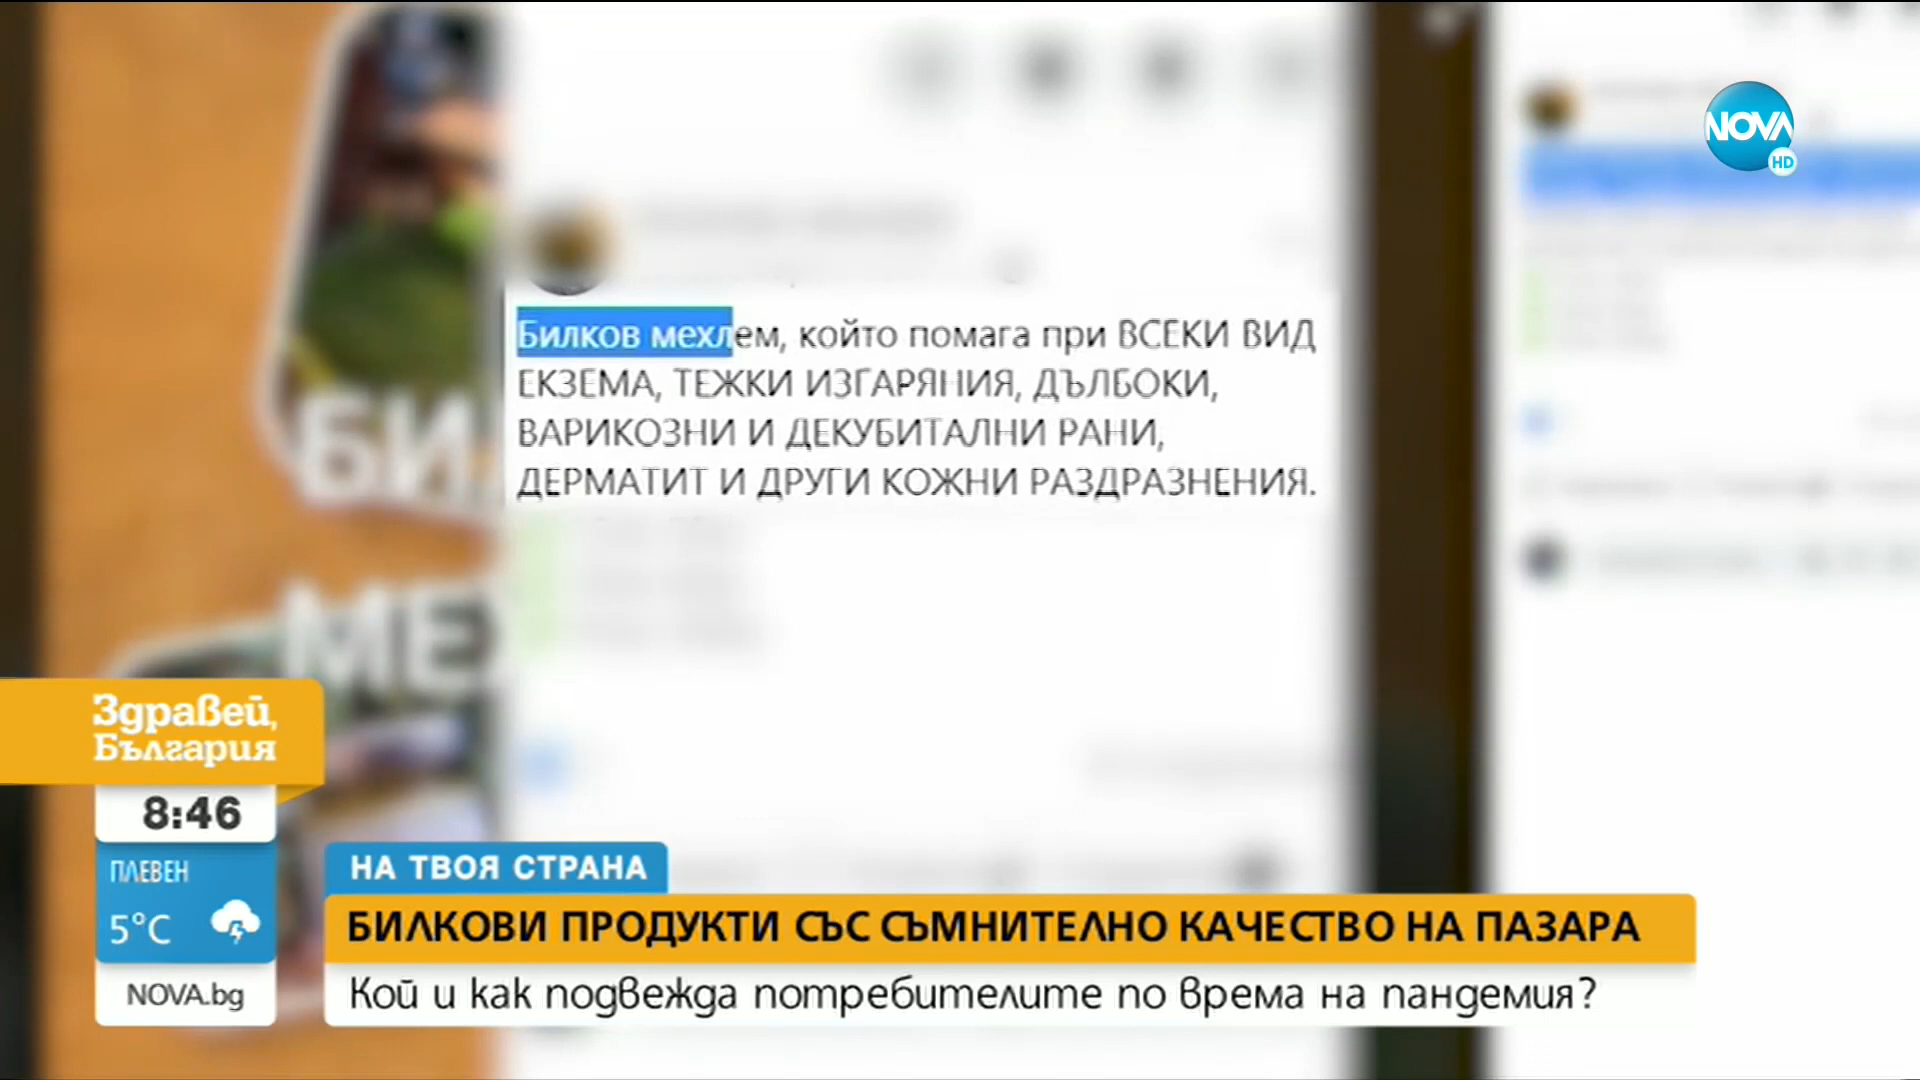 NOVA
HD
Билков мехлем, който помага при ВСЕКИ ВИД
ЕКЗЕМА, ТЕЖКИ ИЗГАРЯНИЯ, ДЪЛБОКИ,
ВАРИКОЗНИ И ДЕКУБИТАЛНИ РАНИ,
ДЕРМАТИТ И ДРУГИ КОЖНИ РАЗДРАЗНЕНИЯ.
Здравей,
България
8:46
ПЛЕВЕН
5°C
NOVA.bg
НА ТВОЯ СТРАНА
БИЛКОВИ ПРОДУКТИ СЪС СЪМНИТЕЛНО КАЧЕСТВО НА ПАЗАРА
Кой и как подвежда потребителите по време на пандемия?